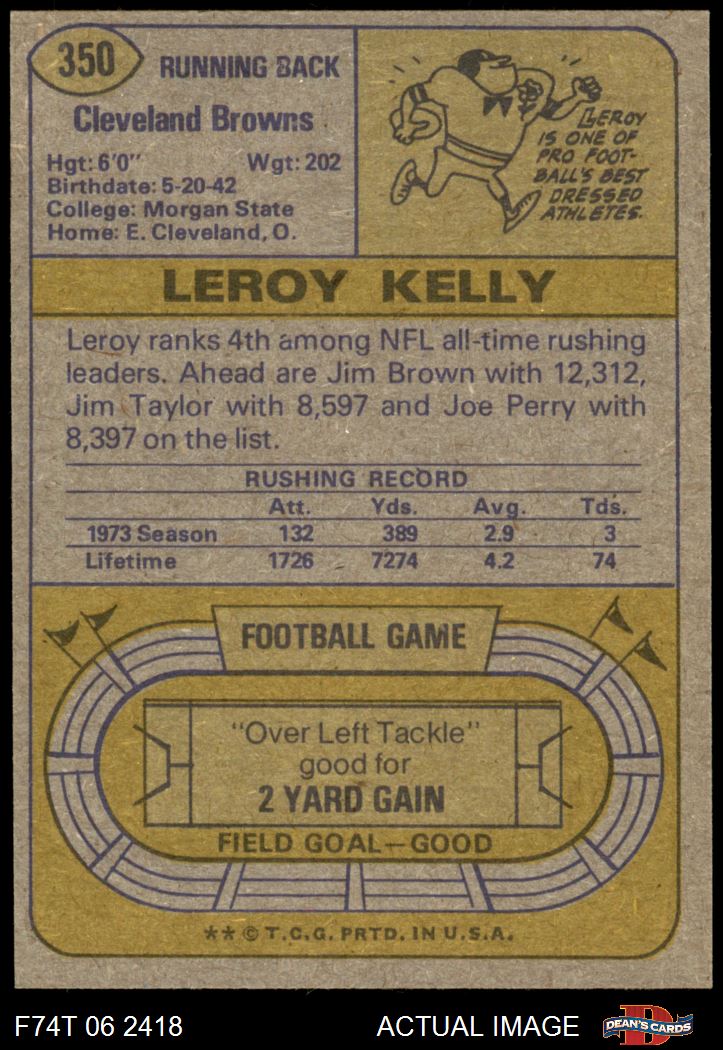 350
RUNNING BACK
Cleveland Browns
Hgt: 6'0" Wgt: 202
Birthdate: 5-20-42
College: Morgan State
Home: E. Cleveland, O.
LEROY
IS ONE OF
PRO FOOT-
BALL'S BEST
DRESSED
ATHLETES.
LEROY KELLY
Leroy ranks 4th among NFL all-time rushing
leaders. Ahead are Jim Brown with 12,312,
Jim Taylor with 8,597 and Joe Perry with
8,397 on the list.
RUSHING RECORD
Att. Yds. Avg. Tds.
1973 Season 132 389 2.9 3
Lifetime 1726 7274 4.2 74
FOOTBALL GAME
"Over Left Tackle"
good for
2 YARD GAIN
FIELD GOAL—GOOD
** © T.C.G. PRTD. IN U.S.A.
F74T 06 2418 ACTUAL IMAGE
D
DEAN'S CARDS